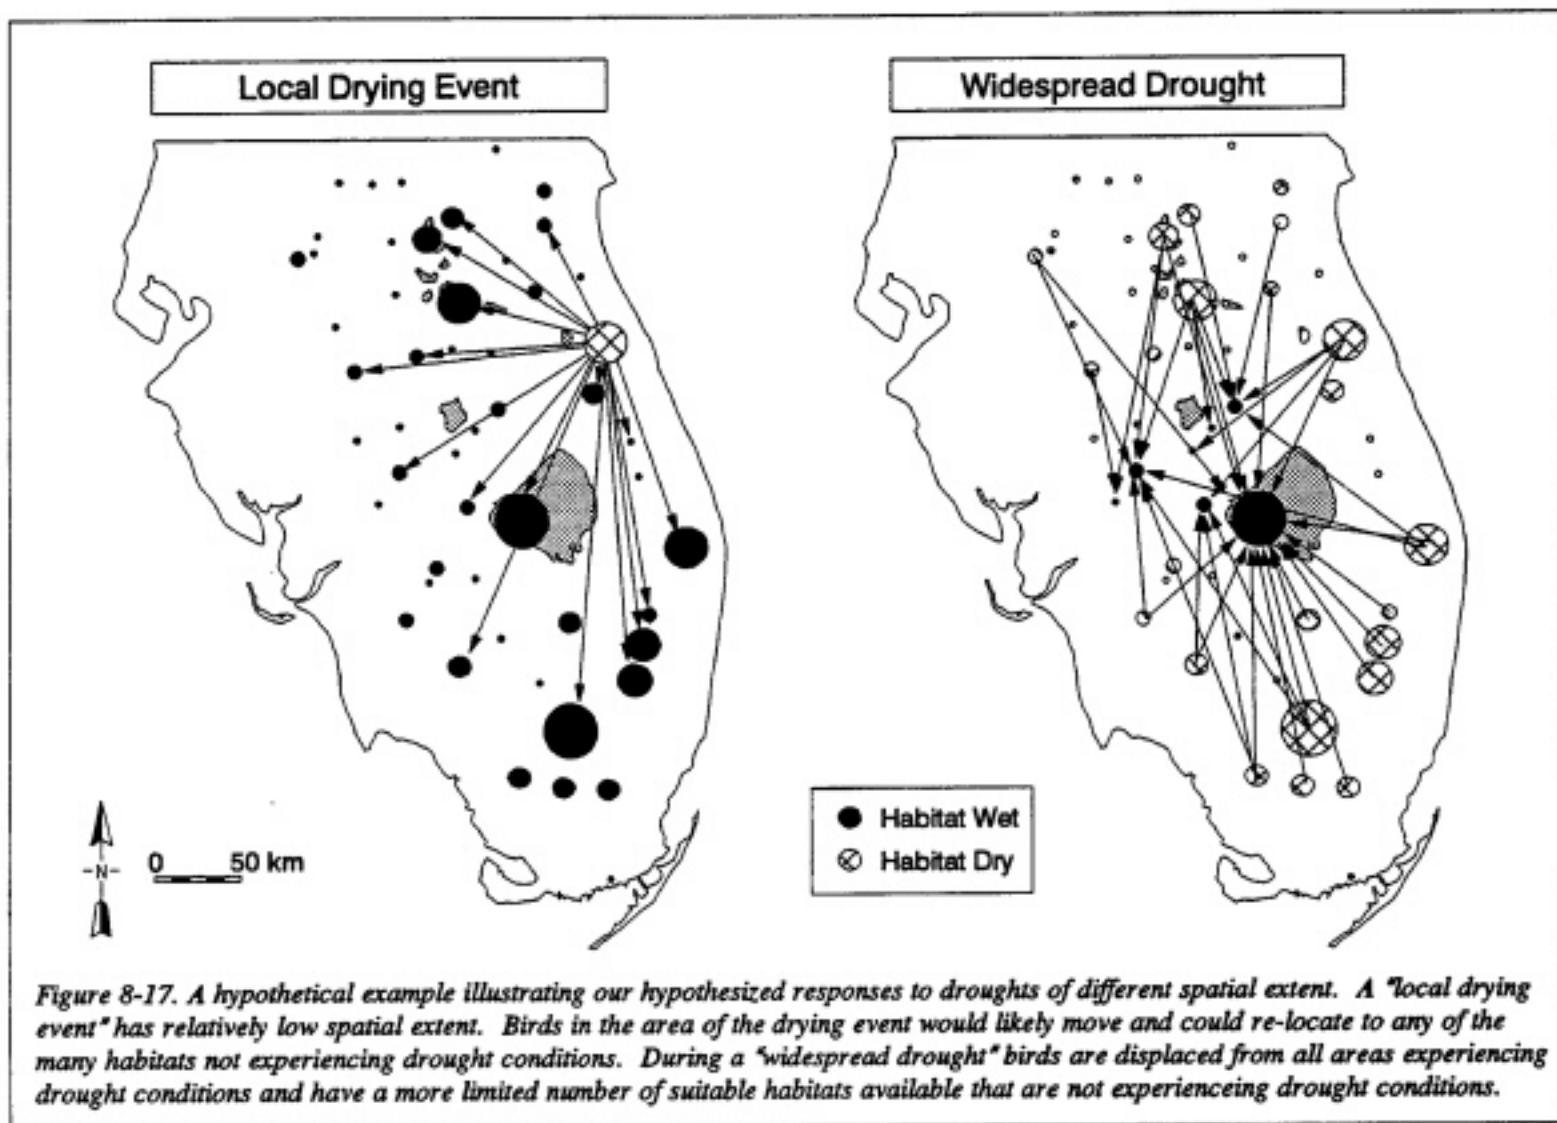 Local Drying Event
Widespread Drought
Habitat Wet
Habitat Dry
-N-
0 50 km
Figure 8-17. A hypothetical example illustrating our hypothesized responses to droughts of different spatial extent. A "local drying
event" has relatively low spatial extent. Birds in the area of the drying event would likely move and could re-locate to any of the
many habitats not experiencing drought conditions. During a "widespread drought" birds are displaced from all areas experiencing
drought conditions and have a more limited number of suitable habitats available that are not experienceing drought conditions.